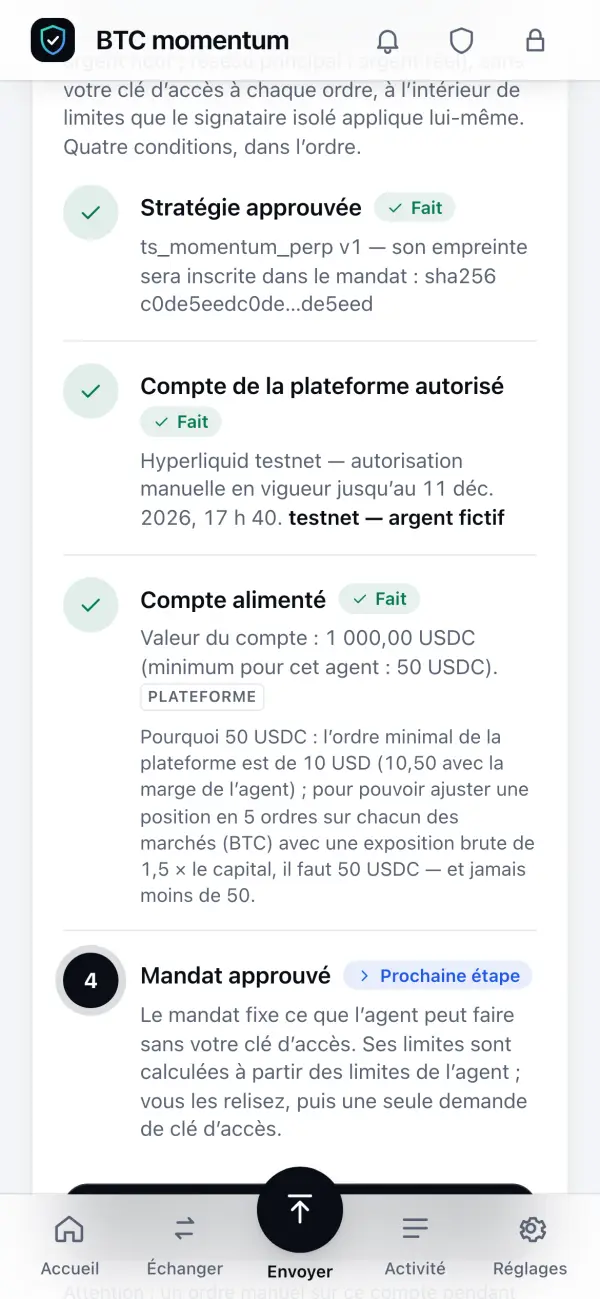 BTC momentum
votre clé d’accès à chaque ordre, à l’intérieur de
limites que le signataire isolé applique lui-même.
Quatre conditions, dans l’ordre.
Stratégie approuvée Fait
ts_momentum_perp v1 — son empreinte
sera inscrite dans le mandat : sha256
c0de5eedc0de…de5eed
Compte de la plateforme autorisé
Fait
Hyperliquid testnet — autorisation
manuelle en vigueur jusqu’au 11 déc.
2026, 17 h 40. testnet — argent fictif
Compte alimenté Fait
Valeur du compte : 1 000,00 USDC
(minimum pour cet agent : 50 USDC).
PLATEFORME
Pourquoi 50 USDC : l’ordre minimal de la
plateforme est de 10 USD (10,50 avec la
marge de l’agent) ; pour pouvoir ajuster une
position en 5 ordres sur chacun des
marchés (BTC) avec une exposition brute de
1,5 × le capital, il faut 50 USDC — et jamais
moins de 50.
4 Mandat approuvé Prochaine étape
Le mandat fixe ce que l’agent peut faire
sans votre clé d’accès. Ses limites sont
calculées à partir des limites de l’agent ;
vous les relisez, puis une seule demande
de clé d’accès.
Accueil Échanger Envoyer Activité Réglages
Attention : un ordre manuel sur ce compte pendant